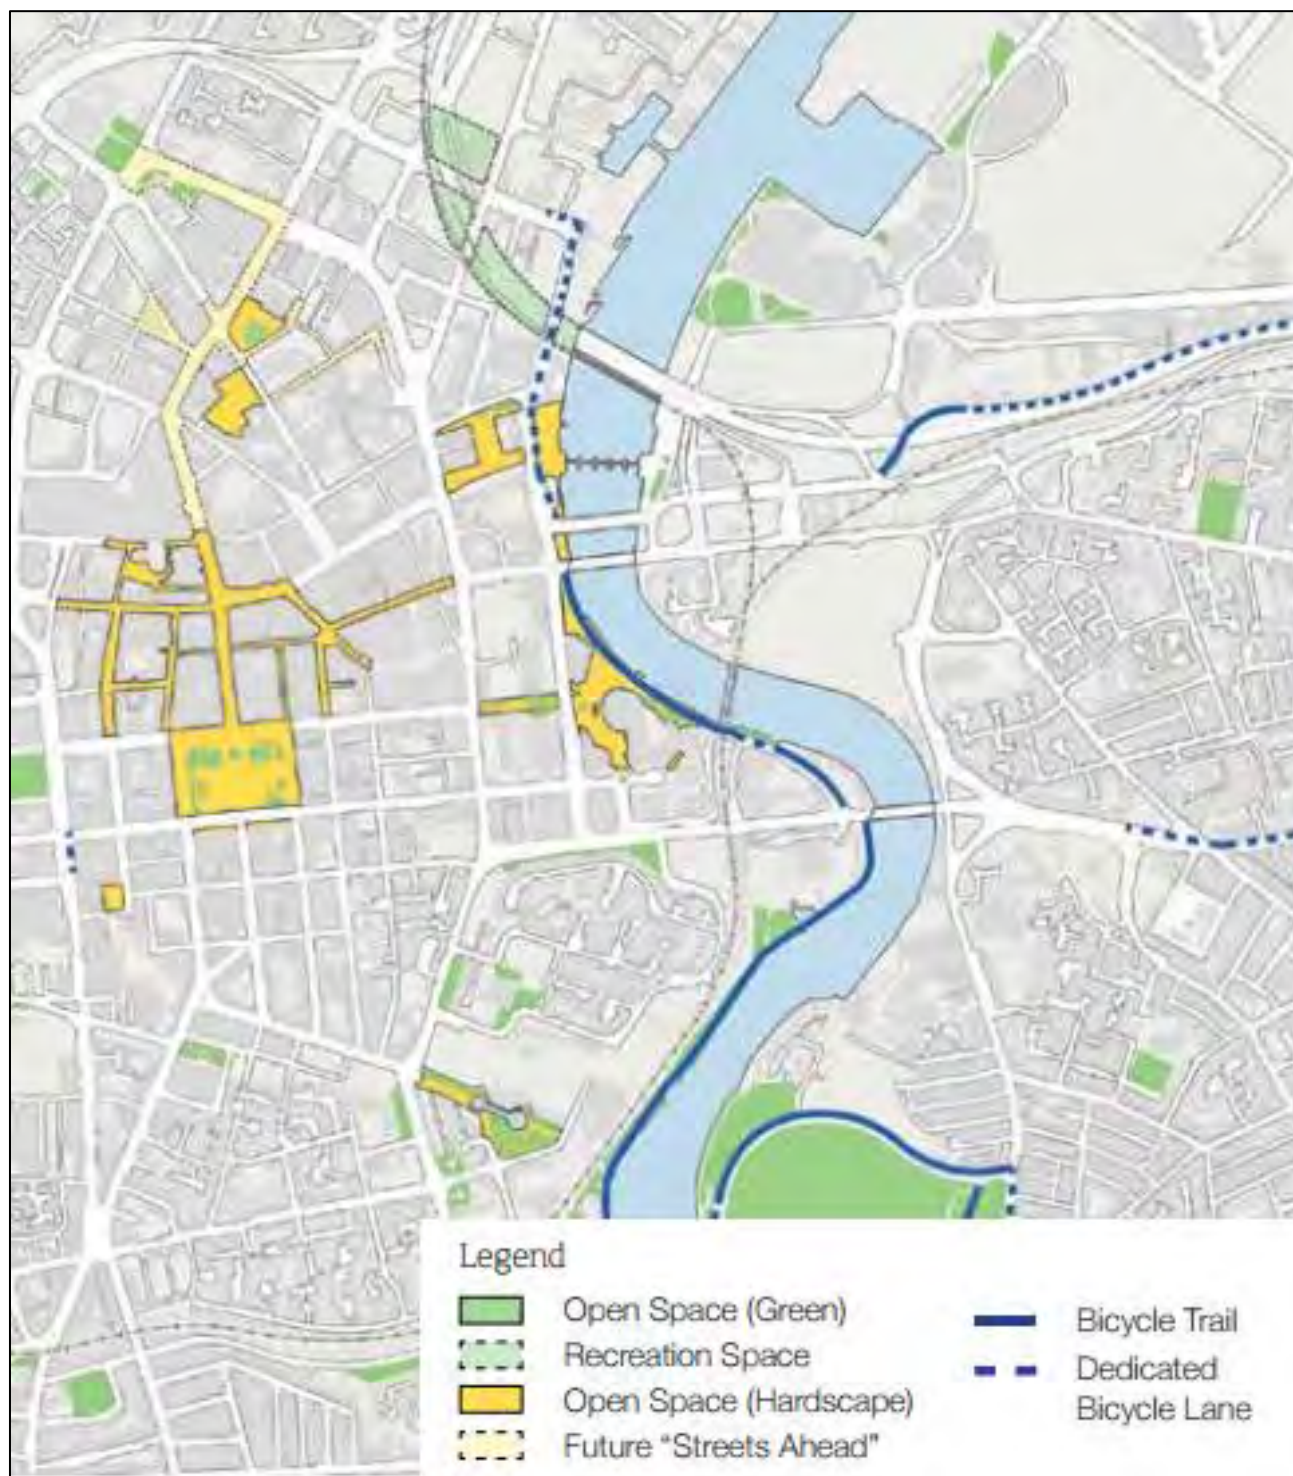 Legend
Open Space (Green)
Recreation Space
Open Space (Hardscape)
Future “Streets Ahead”
Bicycle Trail
Dedicated
Bicycle Lane